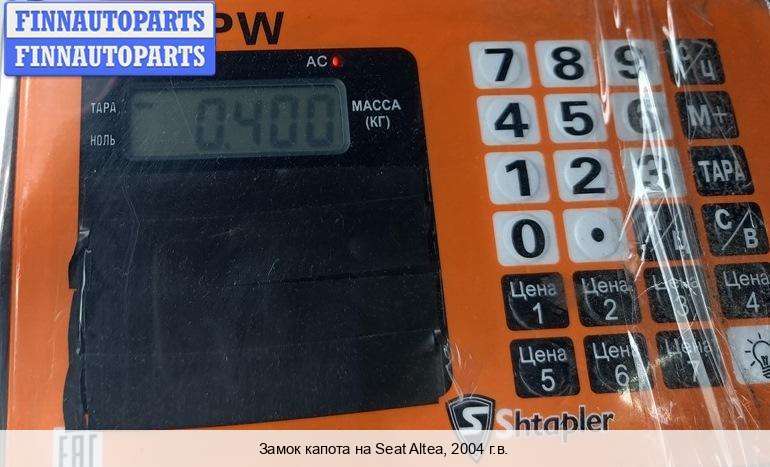 FINNAUTOPARTS
FINNAUTOPARTS
PW
AC
ТАРА
0.400
МАССА
(КГ)
НОЛЬ
7 8 9
4 5 6 М+
1 2 3 ТАРА
0 • С/В
Цена 1
Цена 2
Цена 3
Цена 4
Цена 5
Цена 6
Цена 7
S Shtapler
EAC
Замок капота на Seat Altea, 2004 г.в.